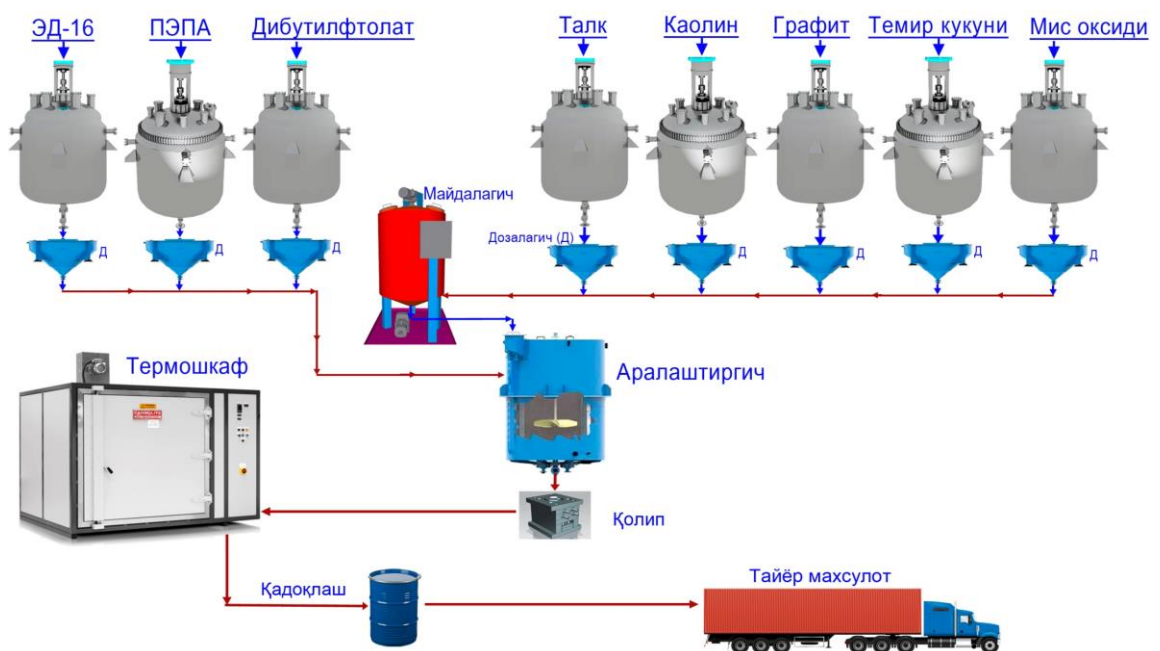 ЭД-16
ПЭПА
Дибутилфтолат
Талк
Каолин
Графит
Темир кукуни
Мис оксиди
Майдалагич
Дозалагич (Д)
Д
Д
Д
Д
Д
Д
Д
Термошкаф
Аралаштиргич
Қолип
Қадоқлаш
Тайёр махсулот